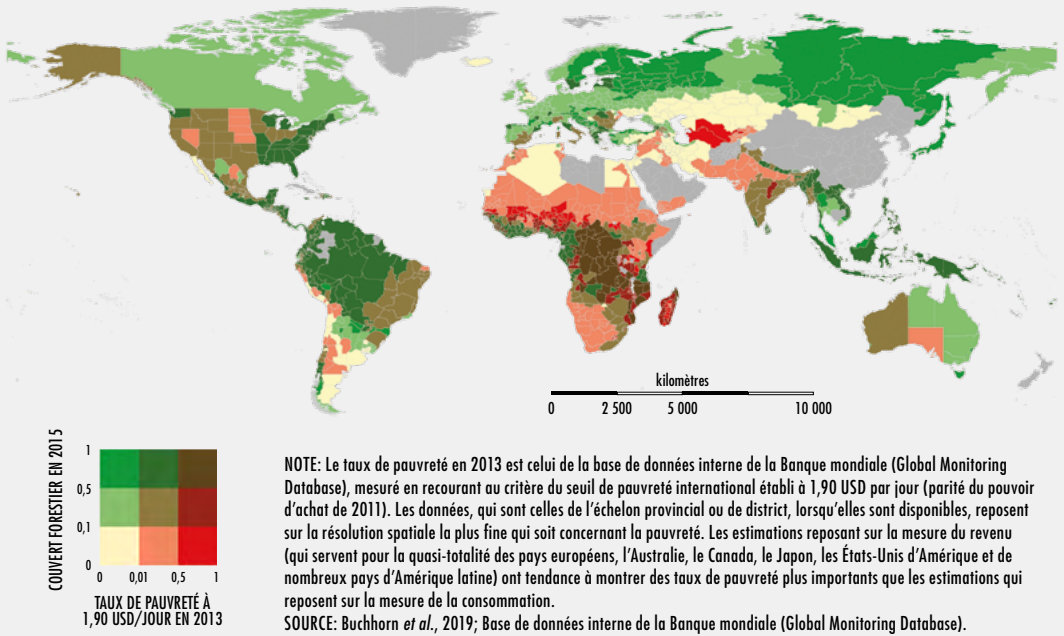 kilomètres
0 2 500 5 000 10 000
COUVERT FORESTIER EN 2015
1
0,5
0,1
0
0 0,01 0,5 1
TAUX DE PAUVRETÉ À
1,90 USD/JOUR EN 2013
NOTE: Le taux de pauvreté en 2013 est celui de la base de données interne de la Banque mondiale (Global Monitoring
Database), mesuré en recourant au critère du seuil de pauvreté international établi à 1,90 USD par jour (parité du pouvoir
d'achat de 2011). Les données, qui sont celles de l'échelon provincial ou de district, lorsqu'elles sont disponibles, reposent
sur la résolution spatiale la plus fine qui soit concernant la pauvreté. Les estimations reposant sur la mesure du revenu
(qui servent pour la quasi-totalité des pays européens, l'Australie, le Canada, le Japon, les États-Unis d'Amérique et de
nombreux pays d'Amérique latine) ont tendance à montrer des taux de pauvreté plus importants que les estimations qui
reposent sur la mesure de la consommation.
SOURCE: Buchhorn et al., 2019; Base de données interne de la Banque mondiale (Global Monitoring Database).